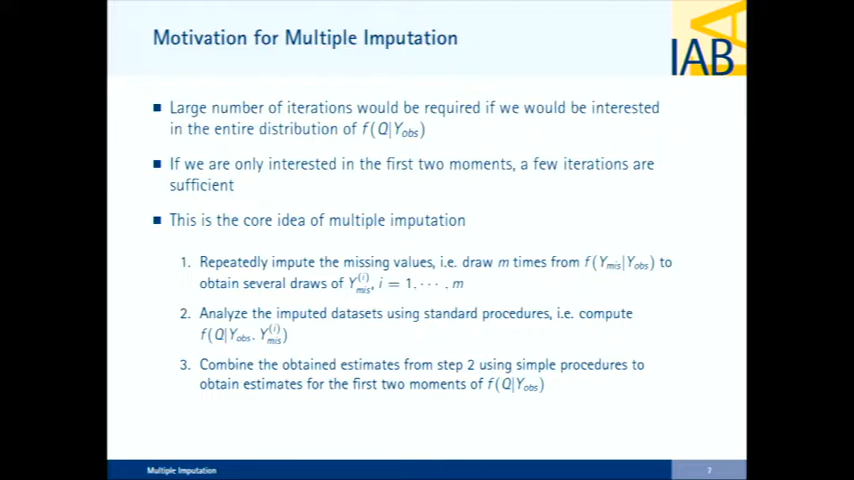 Motivation for Multiple Imputation
IAB
Large number of iterations would be required if we would be interested
in the entire distribution of f(Q|Y_obs)
If we are only interested in the first two moments, a few iterations are
sufficient
This is the core idea of multiple imputation
1. Repeatedly impute the missing values, i.e. draw m times from f(Y_mis|Y_obs) to
obtain several draws of Y_mis^(i), i = 1, ⋯ , m
2. Analyze the imputed datasets using standard procedures, i.e. compute
f(Q|Y_obs, Y_mis^(i))
3. Combine the obtained estimates from step 2 using simple procedures to
obtain estimates for the first two moments of f(Q|Y_obs)
Multiple Imputation
7